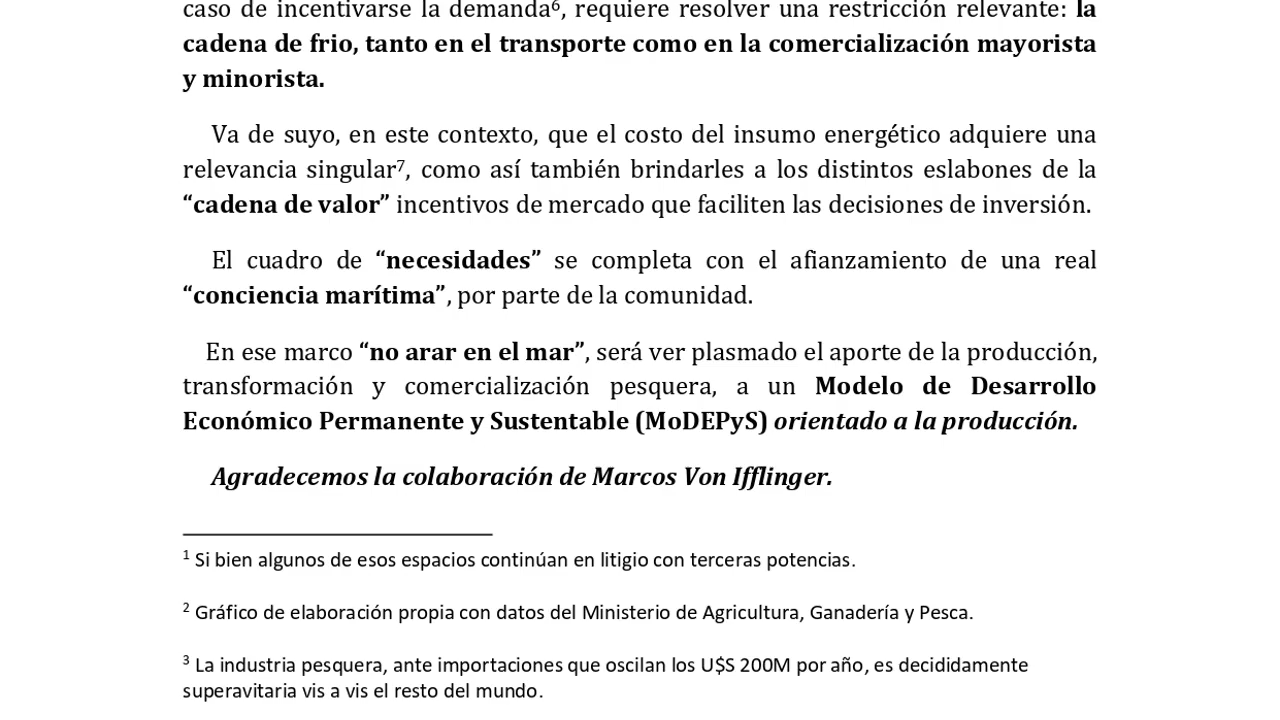 caso de incentivarse la demanda⁶, requiere resolver una restricción relevante: la
cadena de frio, tanto en el transporte como en la comercialización mayorista
y minorista.
Va de suyo, en este contexto, que el costo del insumo energético adquiere una
relevancia singular⁷, como así también brindarles a los distintos eslabones de la
“cadena de valor” incentivos de mercado que faciliten las decisiones de inversión.
El cuadro de “necesidades” se completa con el afianzamiento de una real
“conciencia marítima”, por parte de la comunidad.
En ese marco “no arar en el mar”, será ver plasmado el aporte de la producción,
transformación y comercialización pesquera, a un Modelo de Desarrollo
Económico Permanente y Sustentable (MoDEPyS) orientado a la producción.
Agradecemos la colaboración de Marcos Von Ifflinger.
¹ Si bien algunos de esos espacios continúan en litigio con terceras potencias.
² Gráfico de elaboración propia con datos del Ministerio de Agricultura, Ganadería y Pesca.
³ La industria pesquera, ante importaciones que oscilan los U$S 200M por año, es decididamente
superavitaria vis a vis el resto del mundo.